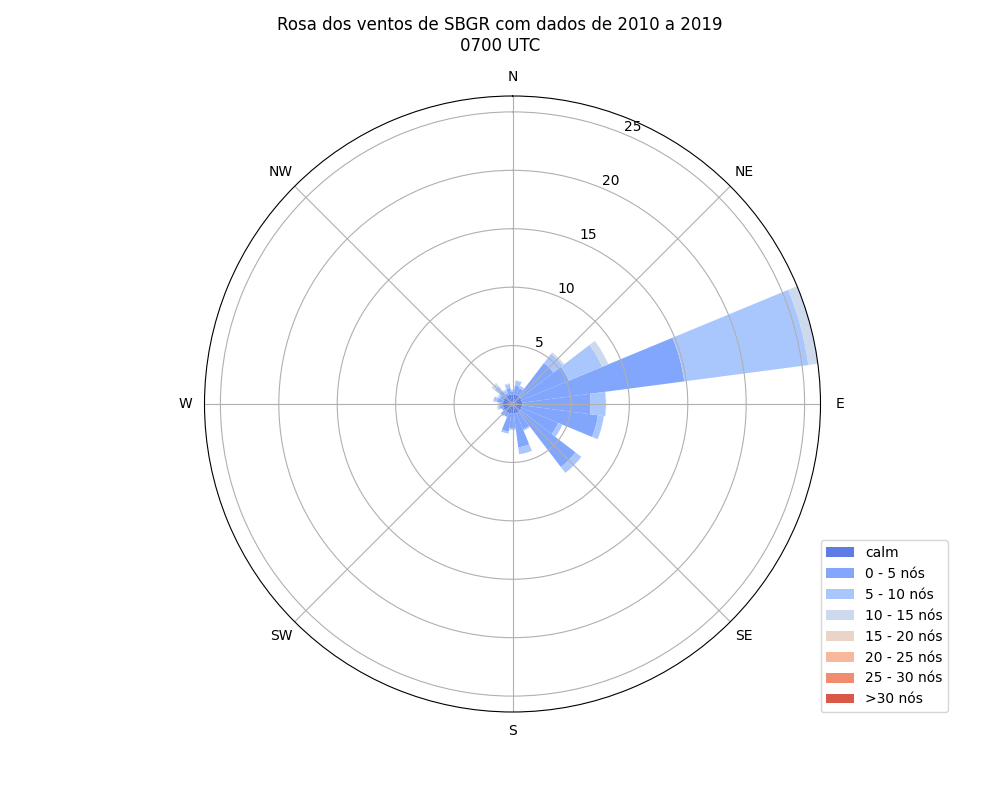 Rosa dos ventos de SBGR com dados de 2010 a 2019
0700 UTC
N
NW
NE
25
20
15
10
5
W
E
SW
SE
S
calm
0 - 5 nós
5 - 10 nós
10 - 15 nós
15 - 20 nós
20 - 25 nós
25 - 30 nós
>30 nós